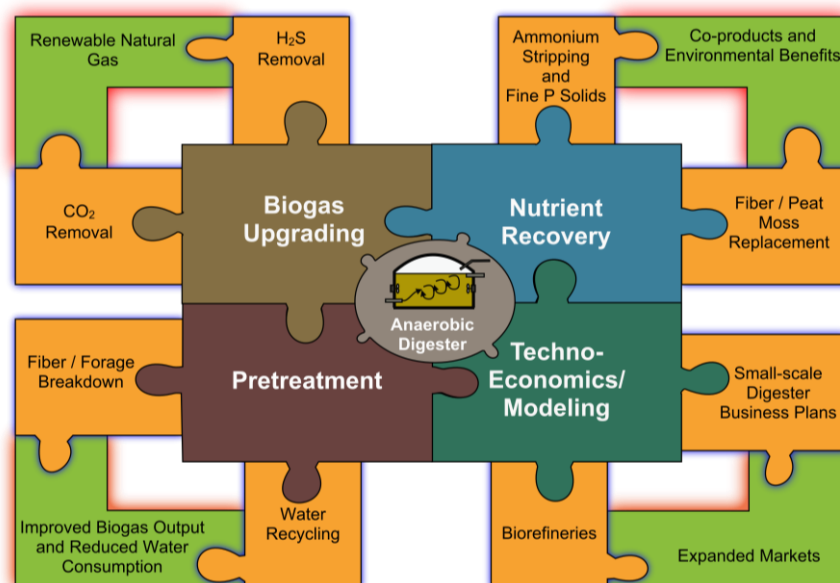 Renewable Natural
Gas
H₂S
Removal
Ammonium
Stripping
and
Fine P Solids
Co-products and
Environmental Benefits
CO₂
Removal
Biogas
Upgrading
Nutrient
Recovery
Fiber / Peat
Moss
Replacement
Anaerobic
Digester
Fiber / Forage
Breakdown
Pretreatment
Techno-
Economics/
Modeling
Small-scale
Digester
Business Plans
Improved Biogas Output
and Reduced Water
Consumption
Water
Recycling
Biorefineries
Expanded Markets